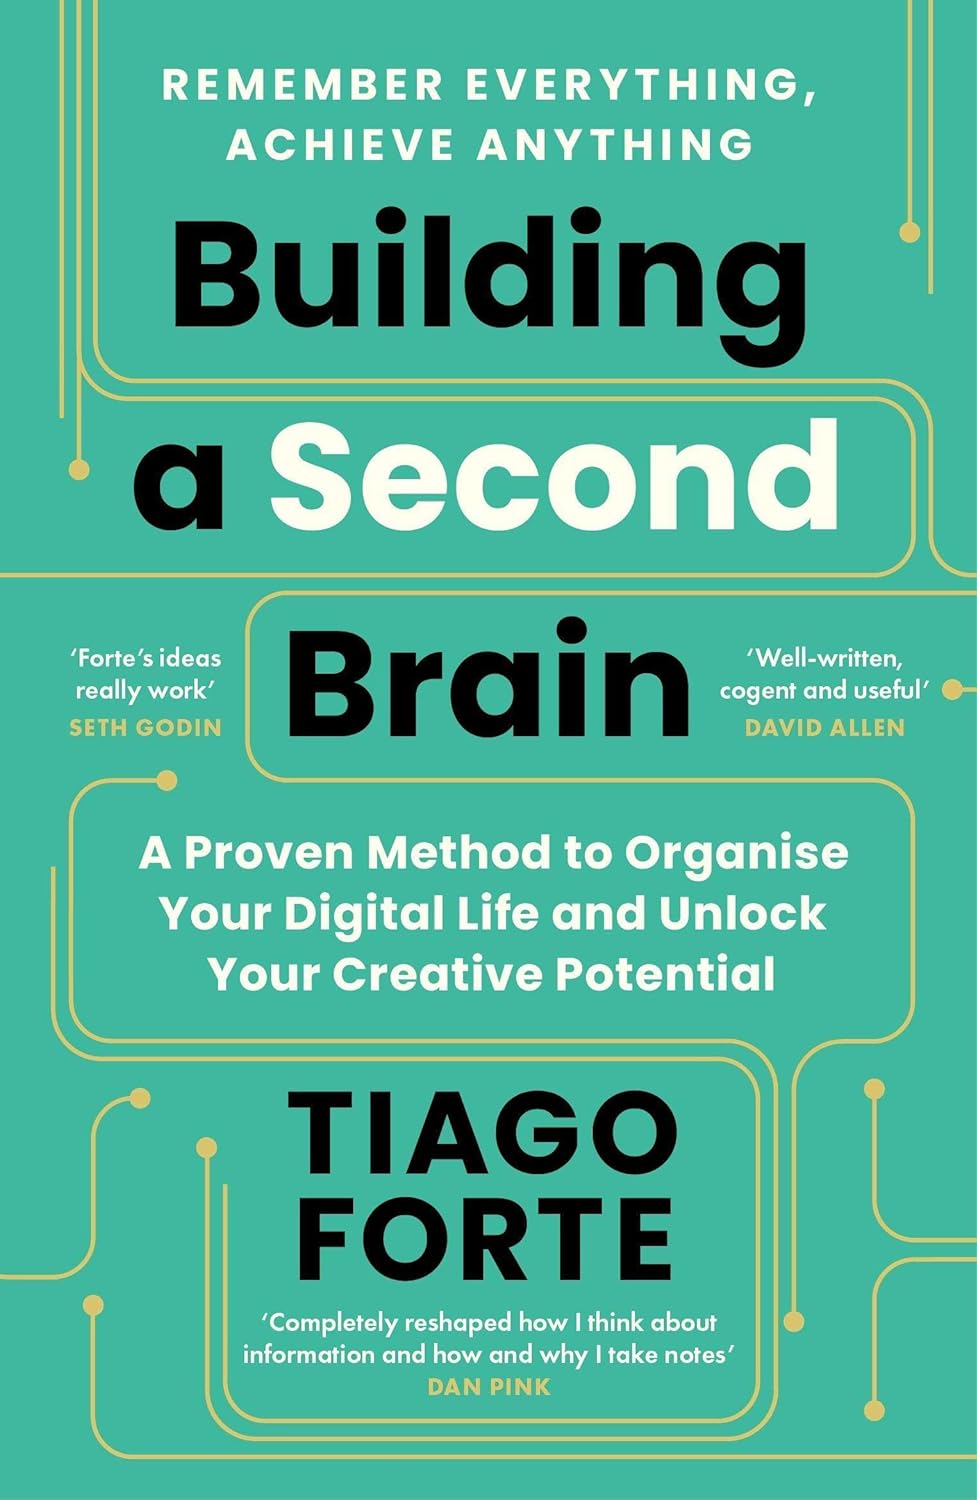 REMEMBER EVERYTHING,
ACHIEVE ANYTHING
Building
a Second
Brain
‘Forte’s ideas
really work’
SETH GODIN
‘Well-written,
cogent and useful’
DAVID ALLEN
A Proven Method to Organise
Your Digital Life and Unlock
Your Creative Potential
TIAGO
FORTE
‘Completely reshaped how I think about
information and how and why I take notes’
DAN PINK